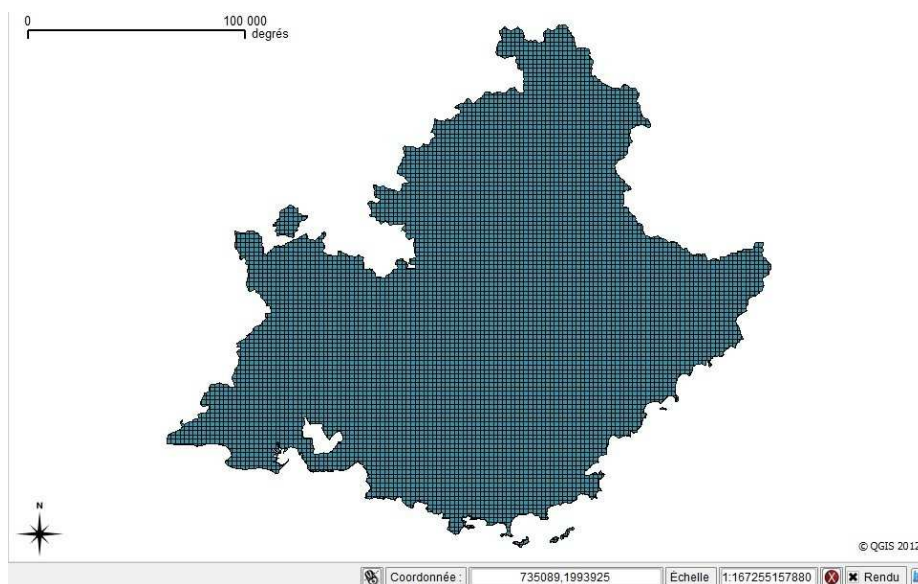 0 100 000
degrés
N
© QGIS 2012
Coordonnée : 735089,1993925 Échelle 1:167255157880 Rendu